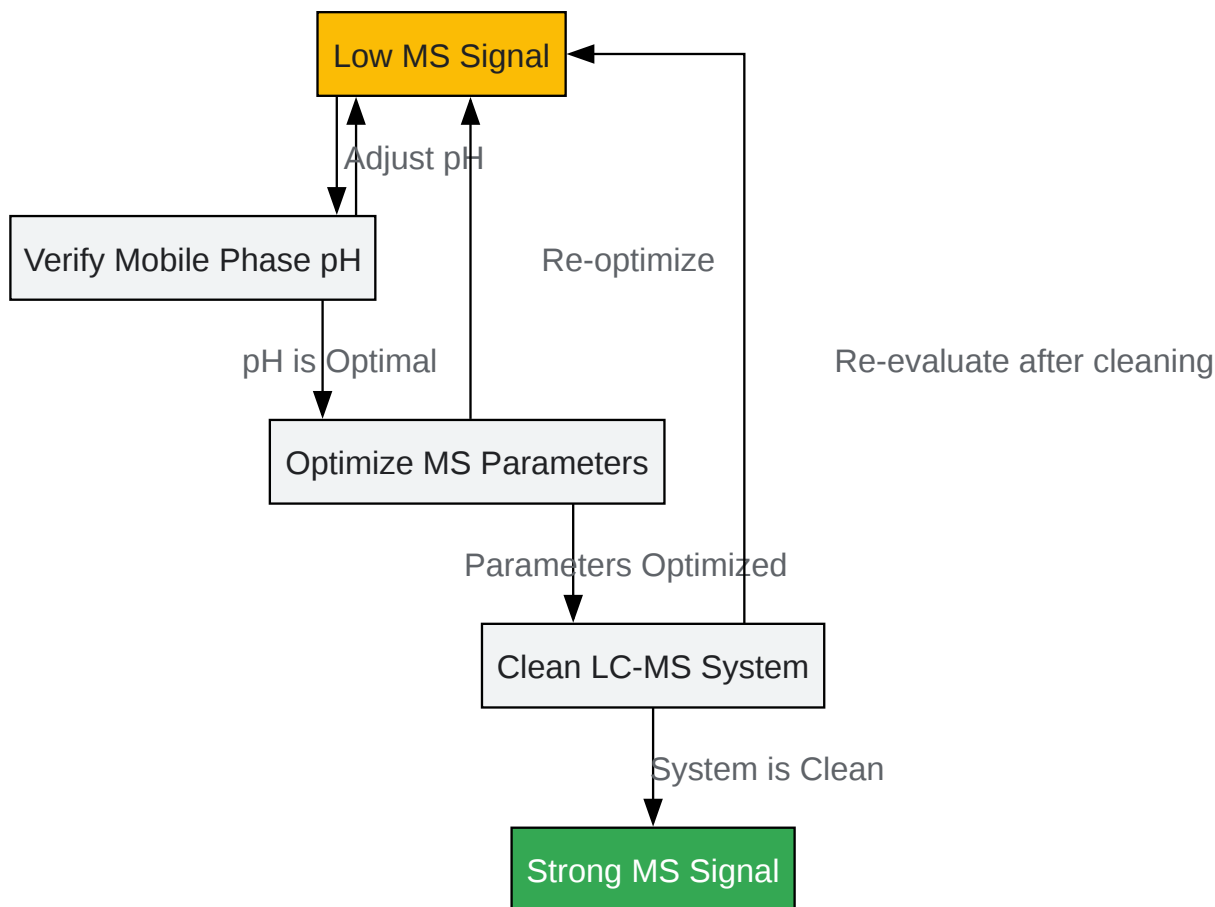 Low MS Signal
Adjust pH
Verify Mobile Phase pH
Re-optimize
pH is Optimal
Re-evaluate after cleaning
Optimize MS Parameters
Parameters Optimized
Clean LC-MS System
System is Clean
Strong MS Signal